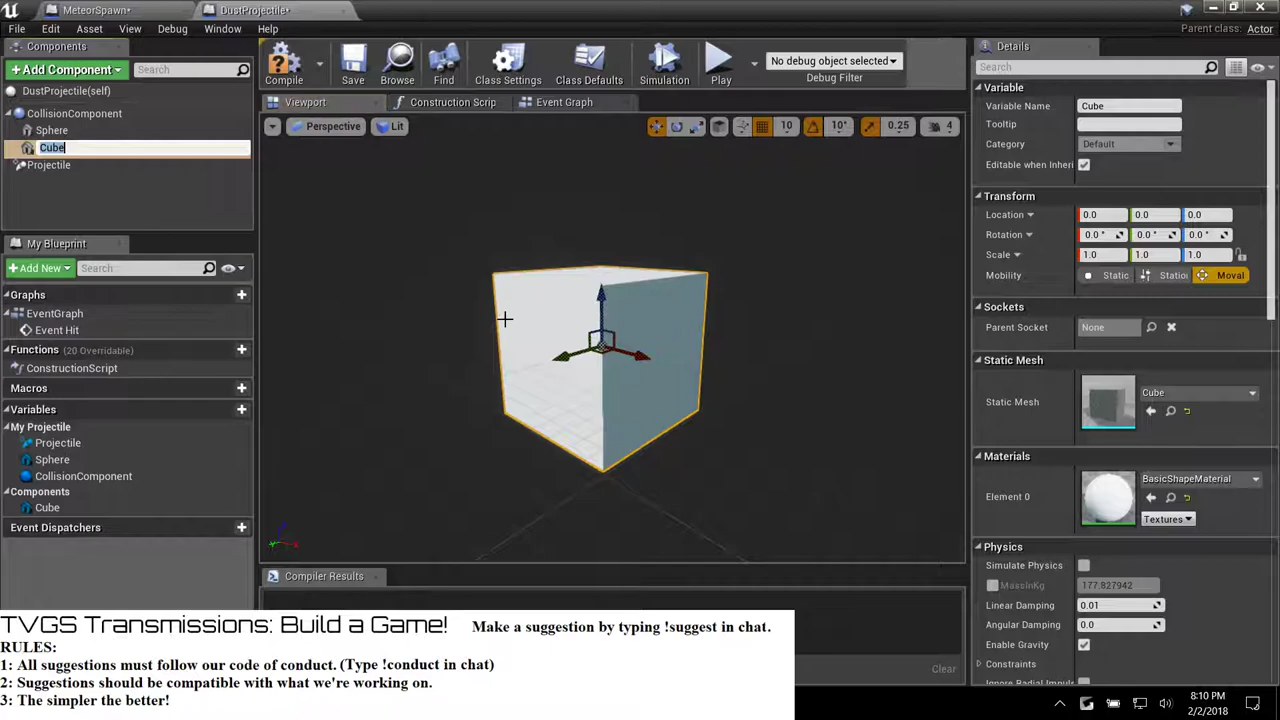 MeteorSpawn*
DustProjectile*
File Edit Asset View Debug Window Help
Parent class: Actor
Components
Add Component
Search
DustProjectile(self)
CollisionComponent
Sphere
Cube
Projectile
Compile
Save
Browse
Find
Class Settings
Class Defaults
Simulation
Play
No debug object selected
Debug Filter
Viewport
Construction Scrip
Event Graph
Perspective
Lit
10
10°
0.25
4
My Blueprint
Add New
Search
Graphs
EventGraph
Event Hit
Functions (20 Overridable)
ConstructionScript
Macros
Variables
My Projectile
Projectile
Sphere
CollisionComponent
Components
Cube
Event Dispatchers
Compiler Results
Clear
Details
Search
Variable
Variable Name Cube
Tooltip
Category Default
Editable when Inheri
Transform
Location 0.0 0.0 0.0
Rotation 0.0 ° 0.0 ° 0.0 °
Scale 1.0 1.0 1.0
Mobility Static Statio Moval
Sockets
Parent Socket None
Static Mesh
Static Mesh Cube
Materials
Element 0 BasicShapeMaterial
Textures
Physics
Simulate Physics
MassInKg 177.827942
Linear Damping 0.01
Angular Damping 0.0
Enable Gravity
Constraints
Ignore Radial Impuls
TVGS Transmissions: Build a Game! Make a suggestion by typing !suggest in chat.
RULES:
1: All suggestions must follow our code of conduct. (Type !conduct in chat)
2: Suggestions should be compatible with what we're working on.
3: The simpler the better!
8:10 PM
2/2/2018